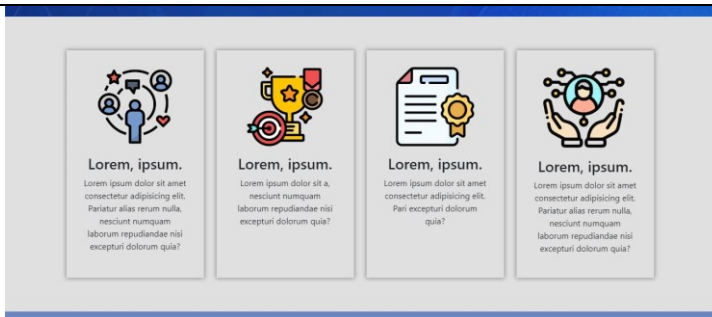 Lorem, ipsum.
Lorem ipsum dolor sit amet
consectetur adipisicing elit.
Pariatur alias rerum nulla,
nesciunt numquam
laborum repudiandae nisi
excepturi dolorum quia?
Lorem, ipsum.
Lorem ipsum dolor sit a,
nesciunt numquam
laborum repudiandae nisi
excepturi dolorum quia?
Lorem, ipsum.
Lorem ipsum dolor sit amet
consectetur adipisicing elit.
Pari excepturi dolorum
quia?
Lorem, ipsum.
Lorem ipsum dolor sit amet
consectetur adipisicing elit.
Pariatur alias rerum nulla,
nesciunt numquam
laborum repudiandae nisi
excepturi dolorum quia?